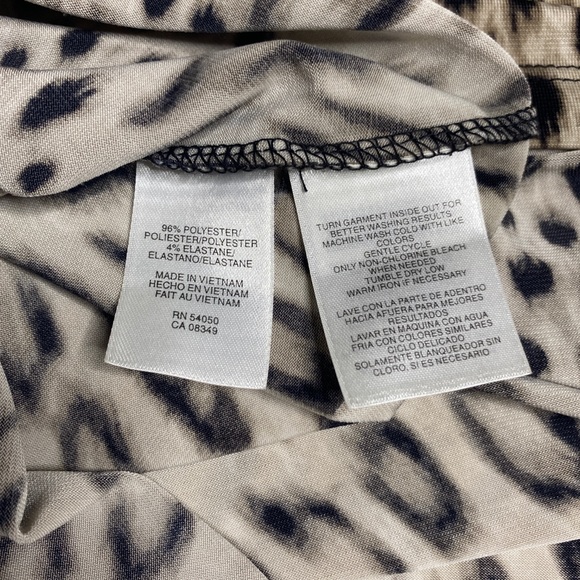 96% POLYESTER/
POLIESTER/POLYESTER
4% ELASTANE/
ELASTANO/ELASTANE
MADE IN VIETNAM
HECHO EN VIETNAM
FAIT AU VIETNAM
RN 54050
CA 08349
TURN GARMENT INSIDE OUT FOR
BETTER WASHING RESULTS
MACHINE WASH COLD WITH LIKE
COLORS
GENTLE CYCLE
ONLY NON-CHLORINE BLEACH
WHEN NEEDED
TUMBLE DRY LOW
WARM IRON IF NECESSARY
LAVE CON LA PARTE DE ADENTRO
HACIA AFUERA PARA MEJORES
RESULTADOS
LAVAR EN MAQUINA CON AGUA
FRIA CON COLORES SIMILARES
CICLO DELICADO
SOLAMENTE BLANQUEADOR SIN
CLORO, SI ES NECESARIO